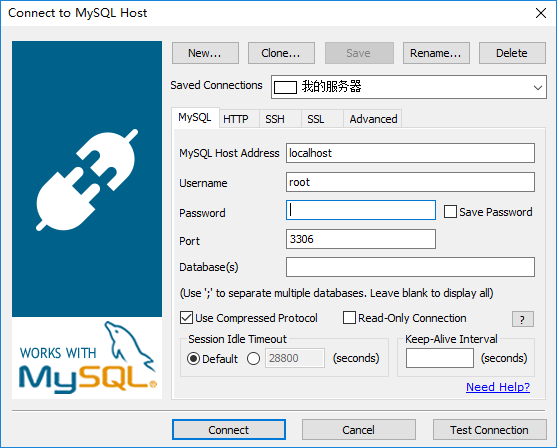 Connect to MySQL Host
New... Clone... Save Rename... Delete
Saved Connections 我的服务器
MySQL HTTP SSH SSL Advanced
MySQL Host Address localhost
Username root
Password Save Password
Port 3306
Database(s)
(Use ';' to separate multiple databases. Leave blank to display all)
Use Compressed Protocol Read-Only Connection ?
Session Idle Timeout Keep-Alive Interval
Default 28800 (seconds) (seconds)
Need Help?
WORKS WITH
MySQL®
Connect Cancel Test Connection